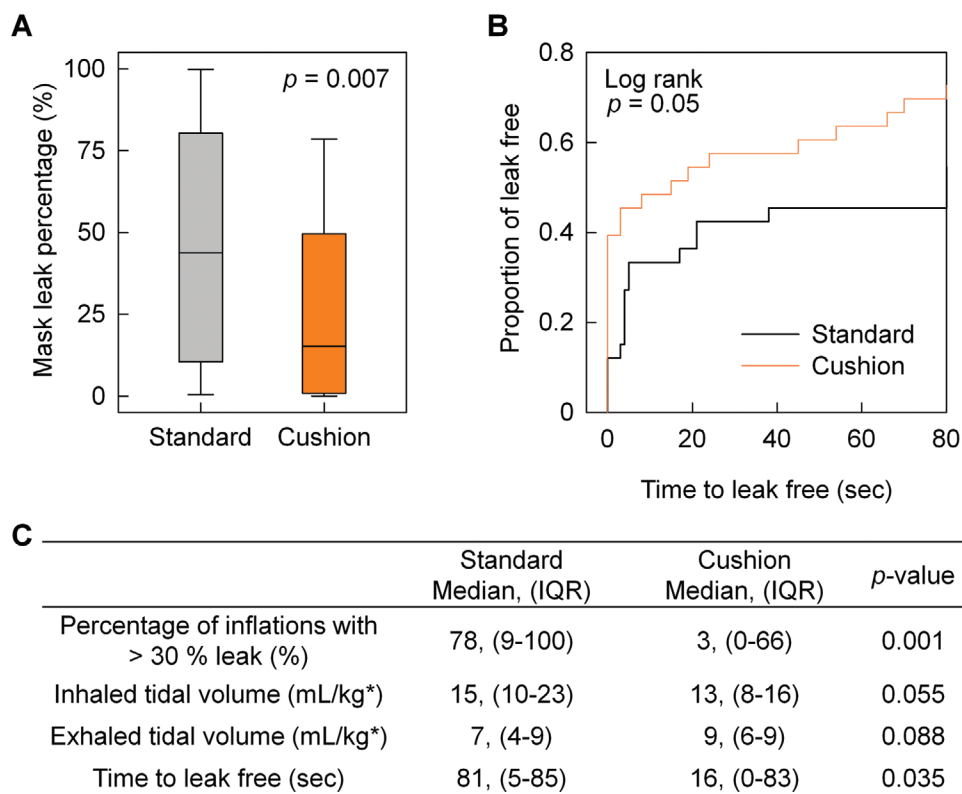 A
p = 0.007
100
75
50
25
0
Mask leak percentage (%)
Standard
Cushion
B
Log rank
p = 0.05
0.8
0.6
0.4
0.2
0
Proportion of leak free
Standard
Cushion
0
20
40
60
80
Time to leak free (sec)
C
Standard Cushion
Median, (IQR) Median, (IQR) p-value
Percentage of inflations with
> 30 % leak (%) 78, (9-100) 3, (0-66) 0.001
Inhaled tidal volume (mL/kg*) 15, (10-23) 13, (8-16) 0.055
Exhaled tidal volume (mL/kg*) 7, (4-9) 9, (6-9) 0.088
Time to leak free (sec) 81, (5-85) 16, (0-83) 0.035